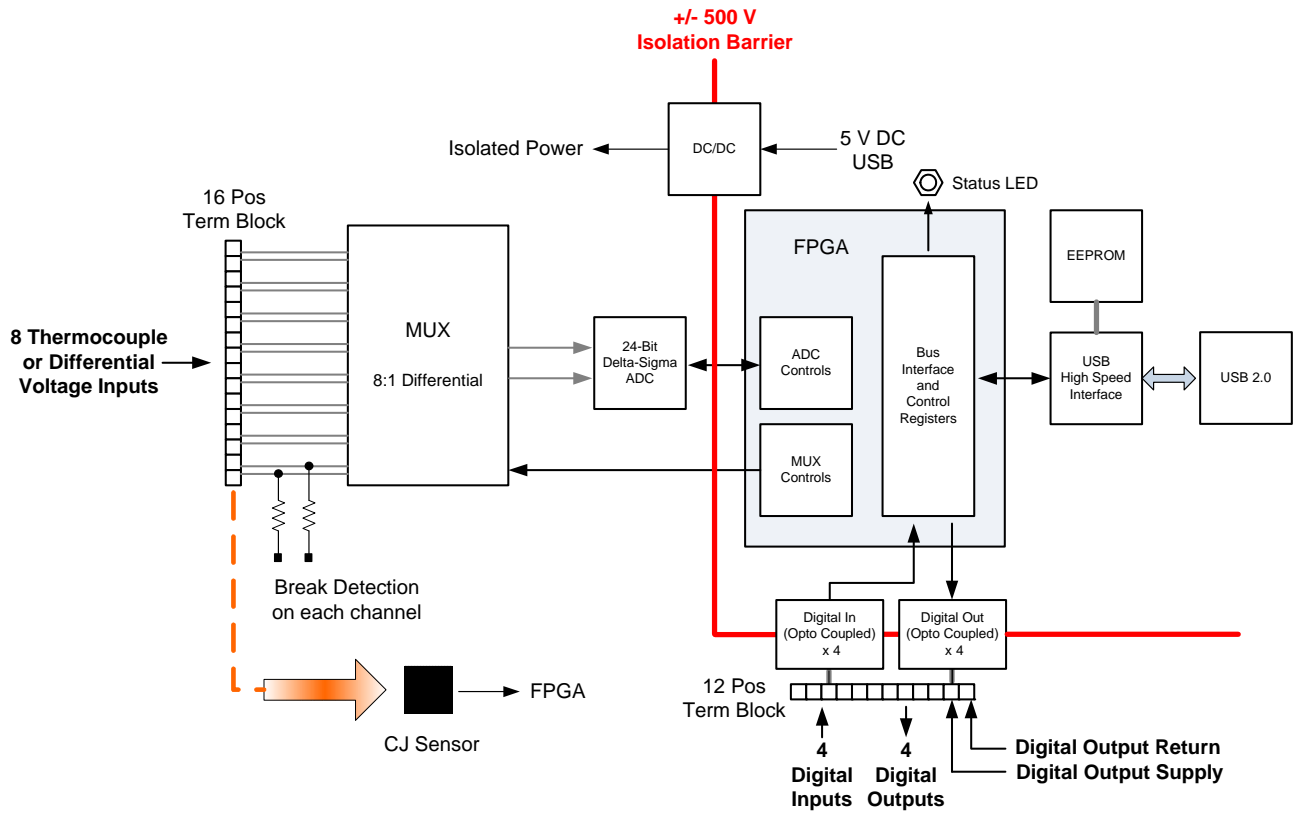 +/- 500 V
Isolation Barrier
Isolated Power
DC/DC
5 V DC
USB
Status LED
16 Pos
Term Block
FPGA
EEPROM
MUX
8:1 Differential
8 Thermocouple
or Differential
Voltage Inputs
24-Bit
Delta-Sigma
ADC
ADC
Controls
Bus
Interface
and
Control
Registers
USB
High Speed
Interface
USB 2.0
MUX
Controls
Break Detection
on each channel
Digital In
(Opto Coupled)
x 4
Digital Out
(Opto Coupled)
x 4
FPGA
CJ Sensor
12 Pos
Term Block
4
Digital
Inputs
4
Digital
Outputs
Digital Output Return
Digital Output Supply